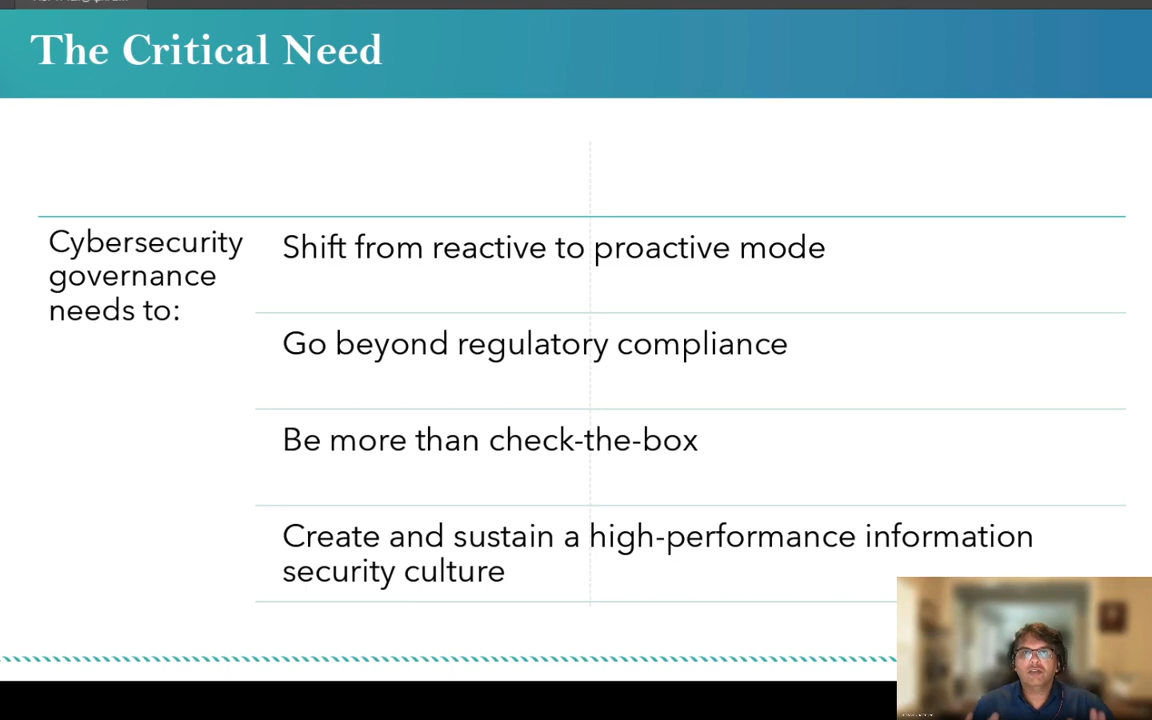 The Critical Need
Cybersecurity
governance
needs to:
Shift from reactive to proactive mode
Go beyond regulatory compliance
Be more than check-the-box
Create and sustain a high-performance information
security culture